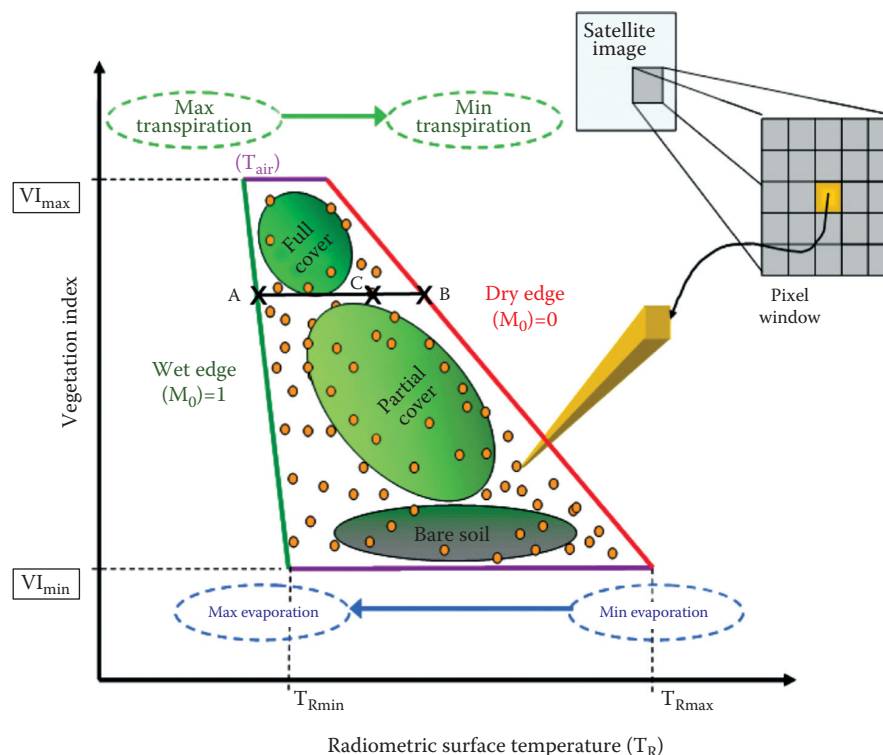 Satellite
image
Max
transpiration
Min
transpiration
(T_air)
VI_max
Full
cover
A
C
B
Dry edge
(M_0)=0
Pixel
window
Vegetation index
Wet edge
(M_0)=1
Partial
cover
Bare soil
VI_min
Max evaporation
Min evaporation
T_Rmin
T_Rmax
Radiometric surface temperature (T_R)